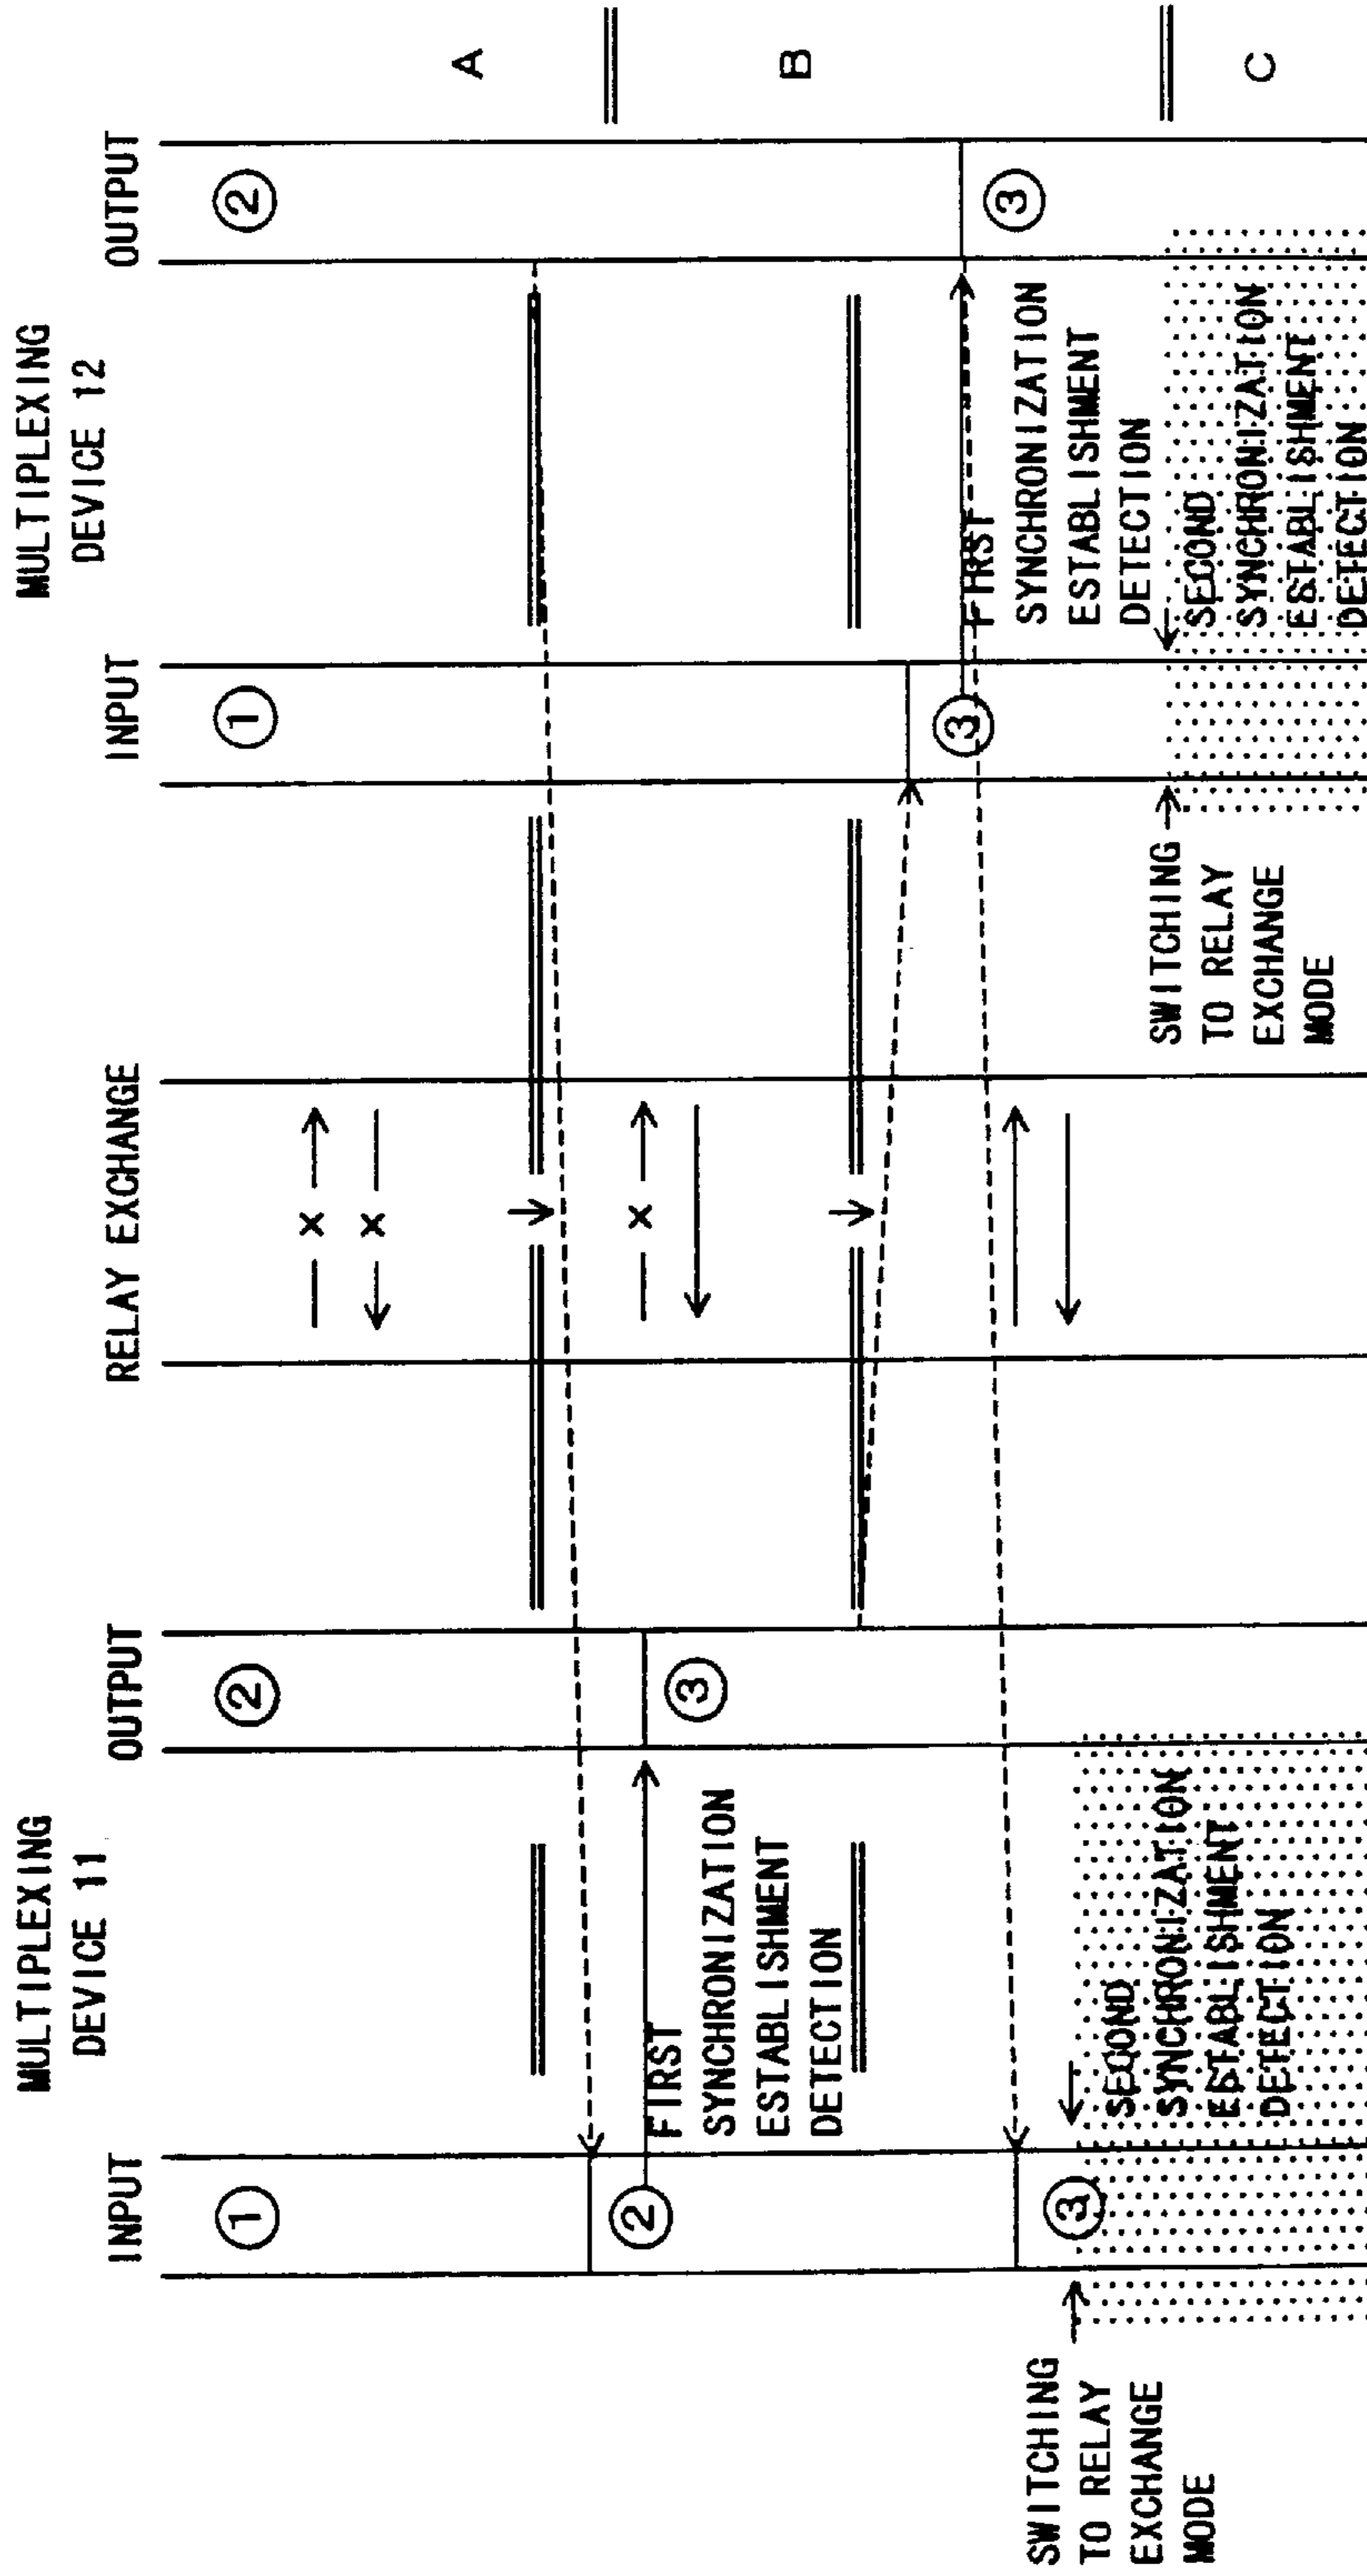 MULTIPLEXING
DEVICE 11
MULTIPLEXING
DEVICE 12
INPUT
OUTPUT
RELAY EXCHANGE
INPUT
OUTPUT
①
②
× 
×
①
②
A
②
FIRST
SYNCHRONIZATION
ESTABLISHMENT
DETECTION
③
×
B
③
FIRST
SYNCHRONIZATION
ESTABLISHMENT
DETECTION
③
SWITCHING
TO RELAY
EXCHANGE
MODE
③
SECOND
SYNCHRONIZATION
ESTABLISHMENT
DETECTION
SWITCHING
TO RELAY
EXCHANGE
MODE
SECOND
SYNCHRONIZATION
ESTABLISHMENT
DETECTION
C